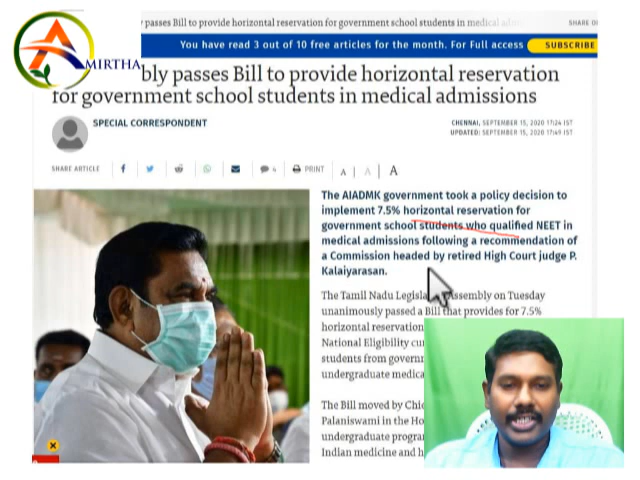 passes Bill to provide horizontal reservation for government school students in medical
SHARE
You have read 3 out of 10 free articles for the month. For Full access
SUBSCRIBE
AMIRTHA
bly passes Bill to provide horizontal reservation
for government school students in medical admissions
SPECIAL CORRESPONDENT
CHENNAI, SEPTEMBER 15, 2020 17:24 IST
UPDATED: SEPTEMBER 15, 2020 17:49 IST
SHARE ARTICLE
4
PRINT
A A A
The AIADMK government took a policy decision to
implement 7.5% horizontal reservation for
government school students who qualified NEET in
medical admissions following a recommendation of
a Commission headed by retired High Court judge P.
Kalaiyarasan.
The Tamil Nadu Legisla Assembly on Tuesday
unanimously passed a Bill that provides for 7.5%
horizontal reservation
National Eligibility cu
students from governm
undergraduate medica
The Bill moved by Chie
Palaniswami in the Ho
undergraduate progra
Indian medicine and h